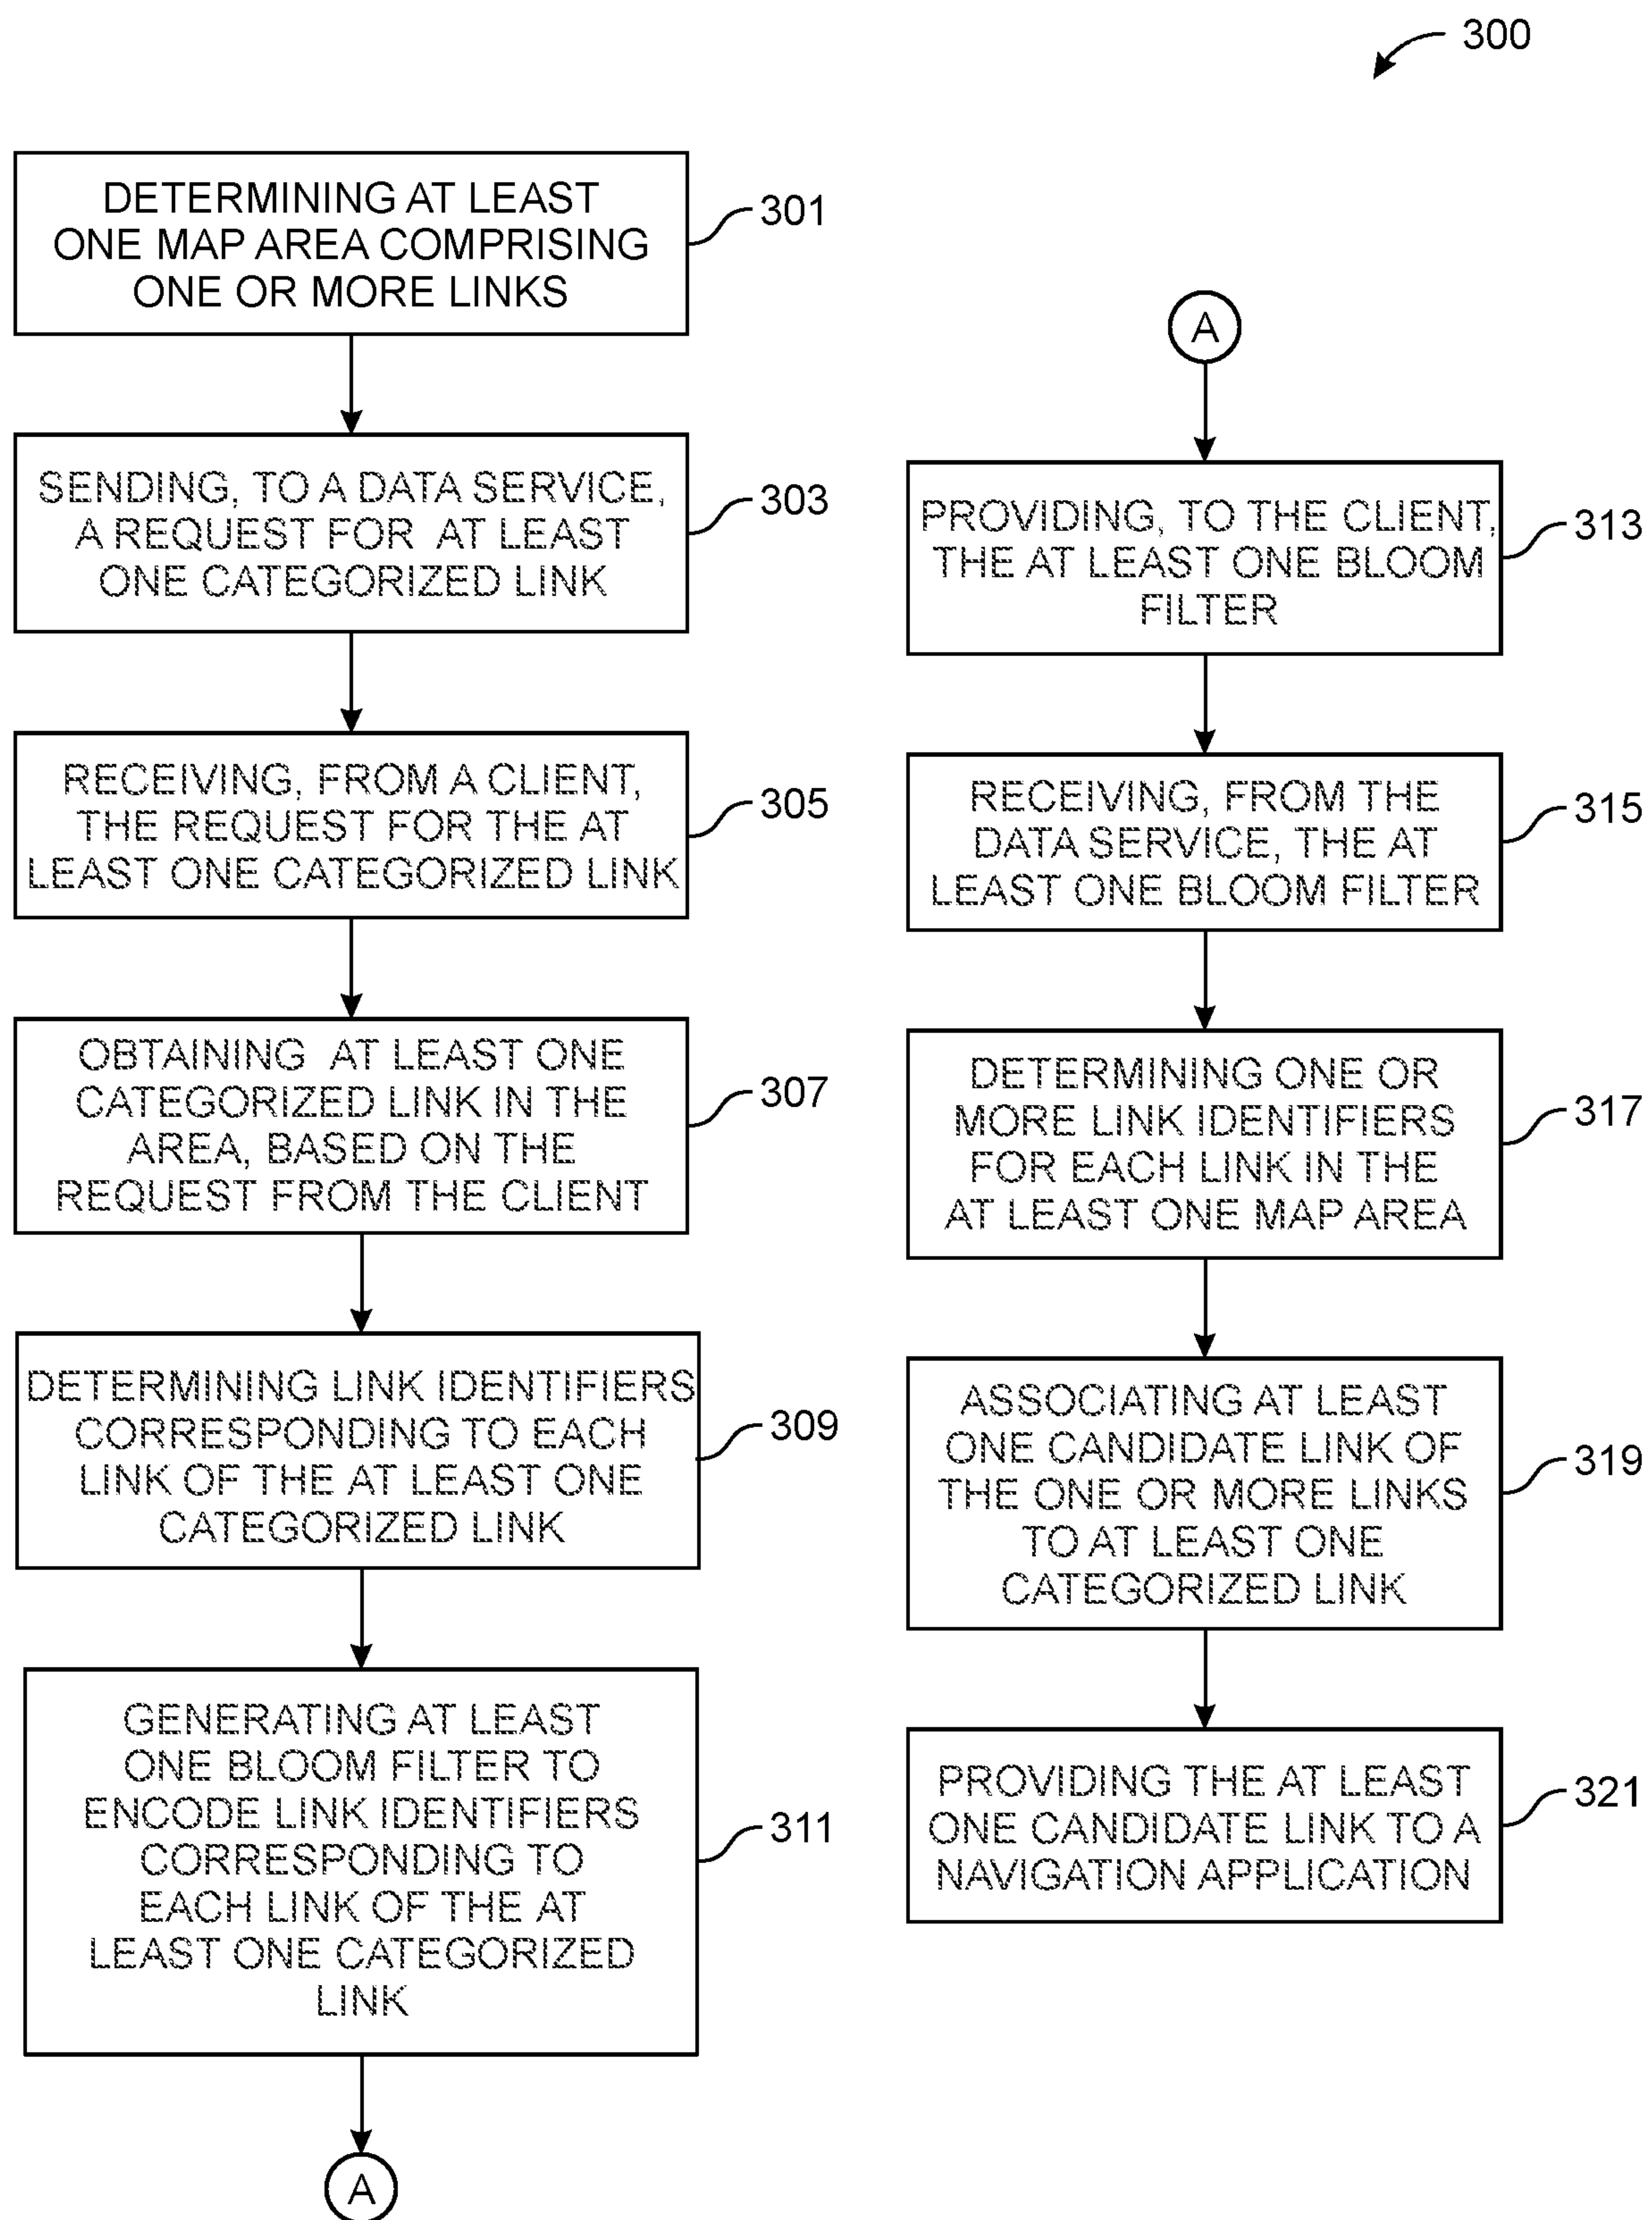 300
DETERMINING AT LEAST
ONE MAP AREA COMPRISING
ONE OR MORE LINKS
301
SENDING, TO A DATA SERVICE,
A REQUEST FOR AT LEAST
ONE CATEGORIZED LINK
303
RECEIVING, FROM A CLIENT,
THE REQUEST FOR THE AT
LEAST ONE CATEGORIZED LINK
305
OBTAINING AT LEAST ONE
CATEGORIZED LINK IN THE
AREA, BASED ON THE
REQUEST FROM THE CLIENT
307
DETERMINING LINK IDENTIFIERS
CORRESPONDING TO EACH
LINK OF THE AT LEAST ONE
CATEGORIZED LINK
309
GENERATING AT LEAST
ONE BLOOM FILTER TO
ENCODE LINK IDENTIFIERS
CORRESPONDING TO
EACH LINK OF THE AT
LEAST ONE CATEGORIZED
LINK
311
A
A
PROVIDING, TO THE CLIENT,
THE AT LEAST ONE BLOOM
FILTER
313
RECEIVING, FROM THE
DATA SERVICE, THE AT
LEAST ONE BLOOM FILTER
315
DETERMINING ONE OR
MORE LINK IDENTIFIERS
FOR EACH LINK IN THE
AT LEAST ONE MAP AREA
317
ASSOCIATING AT LEAST
ONE CANDIDATE LINK OF
THE ONE OR MORE LINKS
TO AT LEAST ONE
CATEGORIZED LINK
319
PROVIDING THE AT LEAST
ONE CANDIDATE LINK TO A
NAVIGATION APPLICATION
321